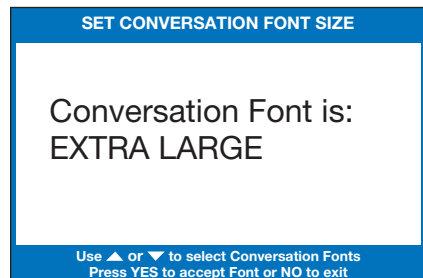 SET CONVERSATION FONT SIZE
Conversation Font is:
EXTRA LARGE
Use ▲ or ▼ to select Conversation Fonts
Press YES to accept Font or NO to exit